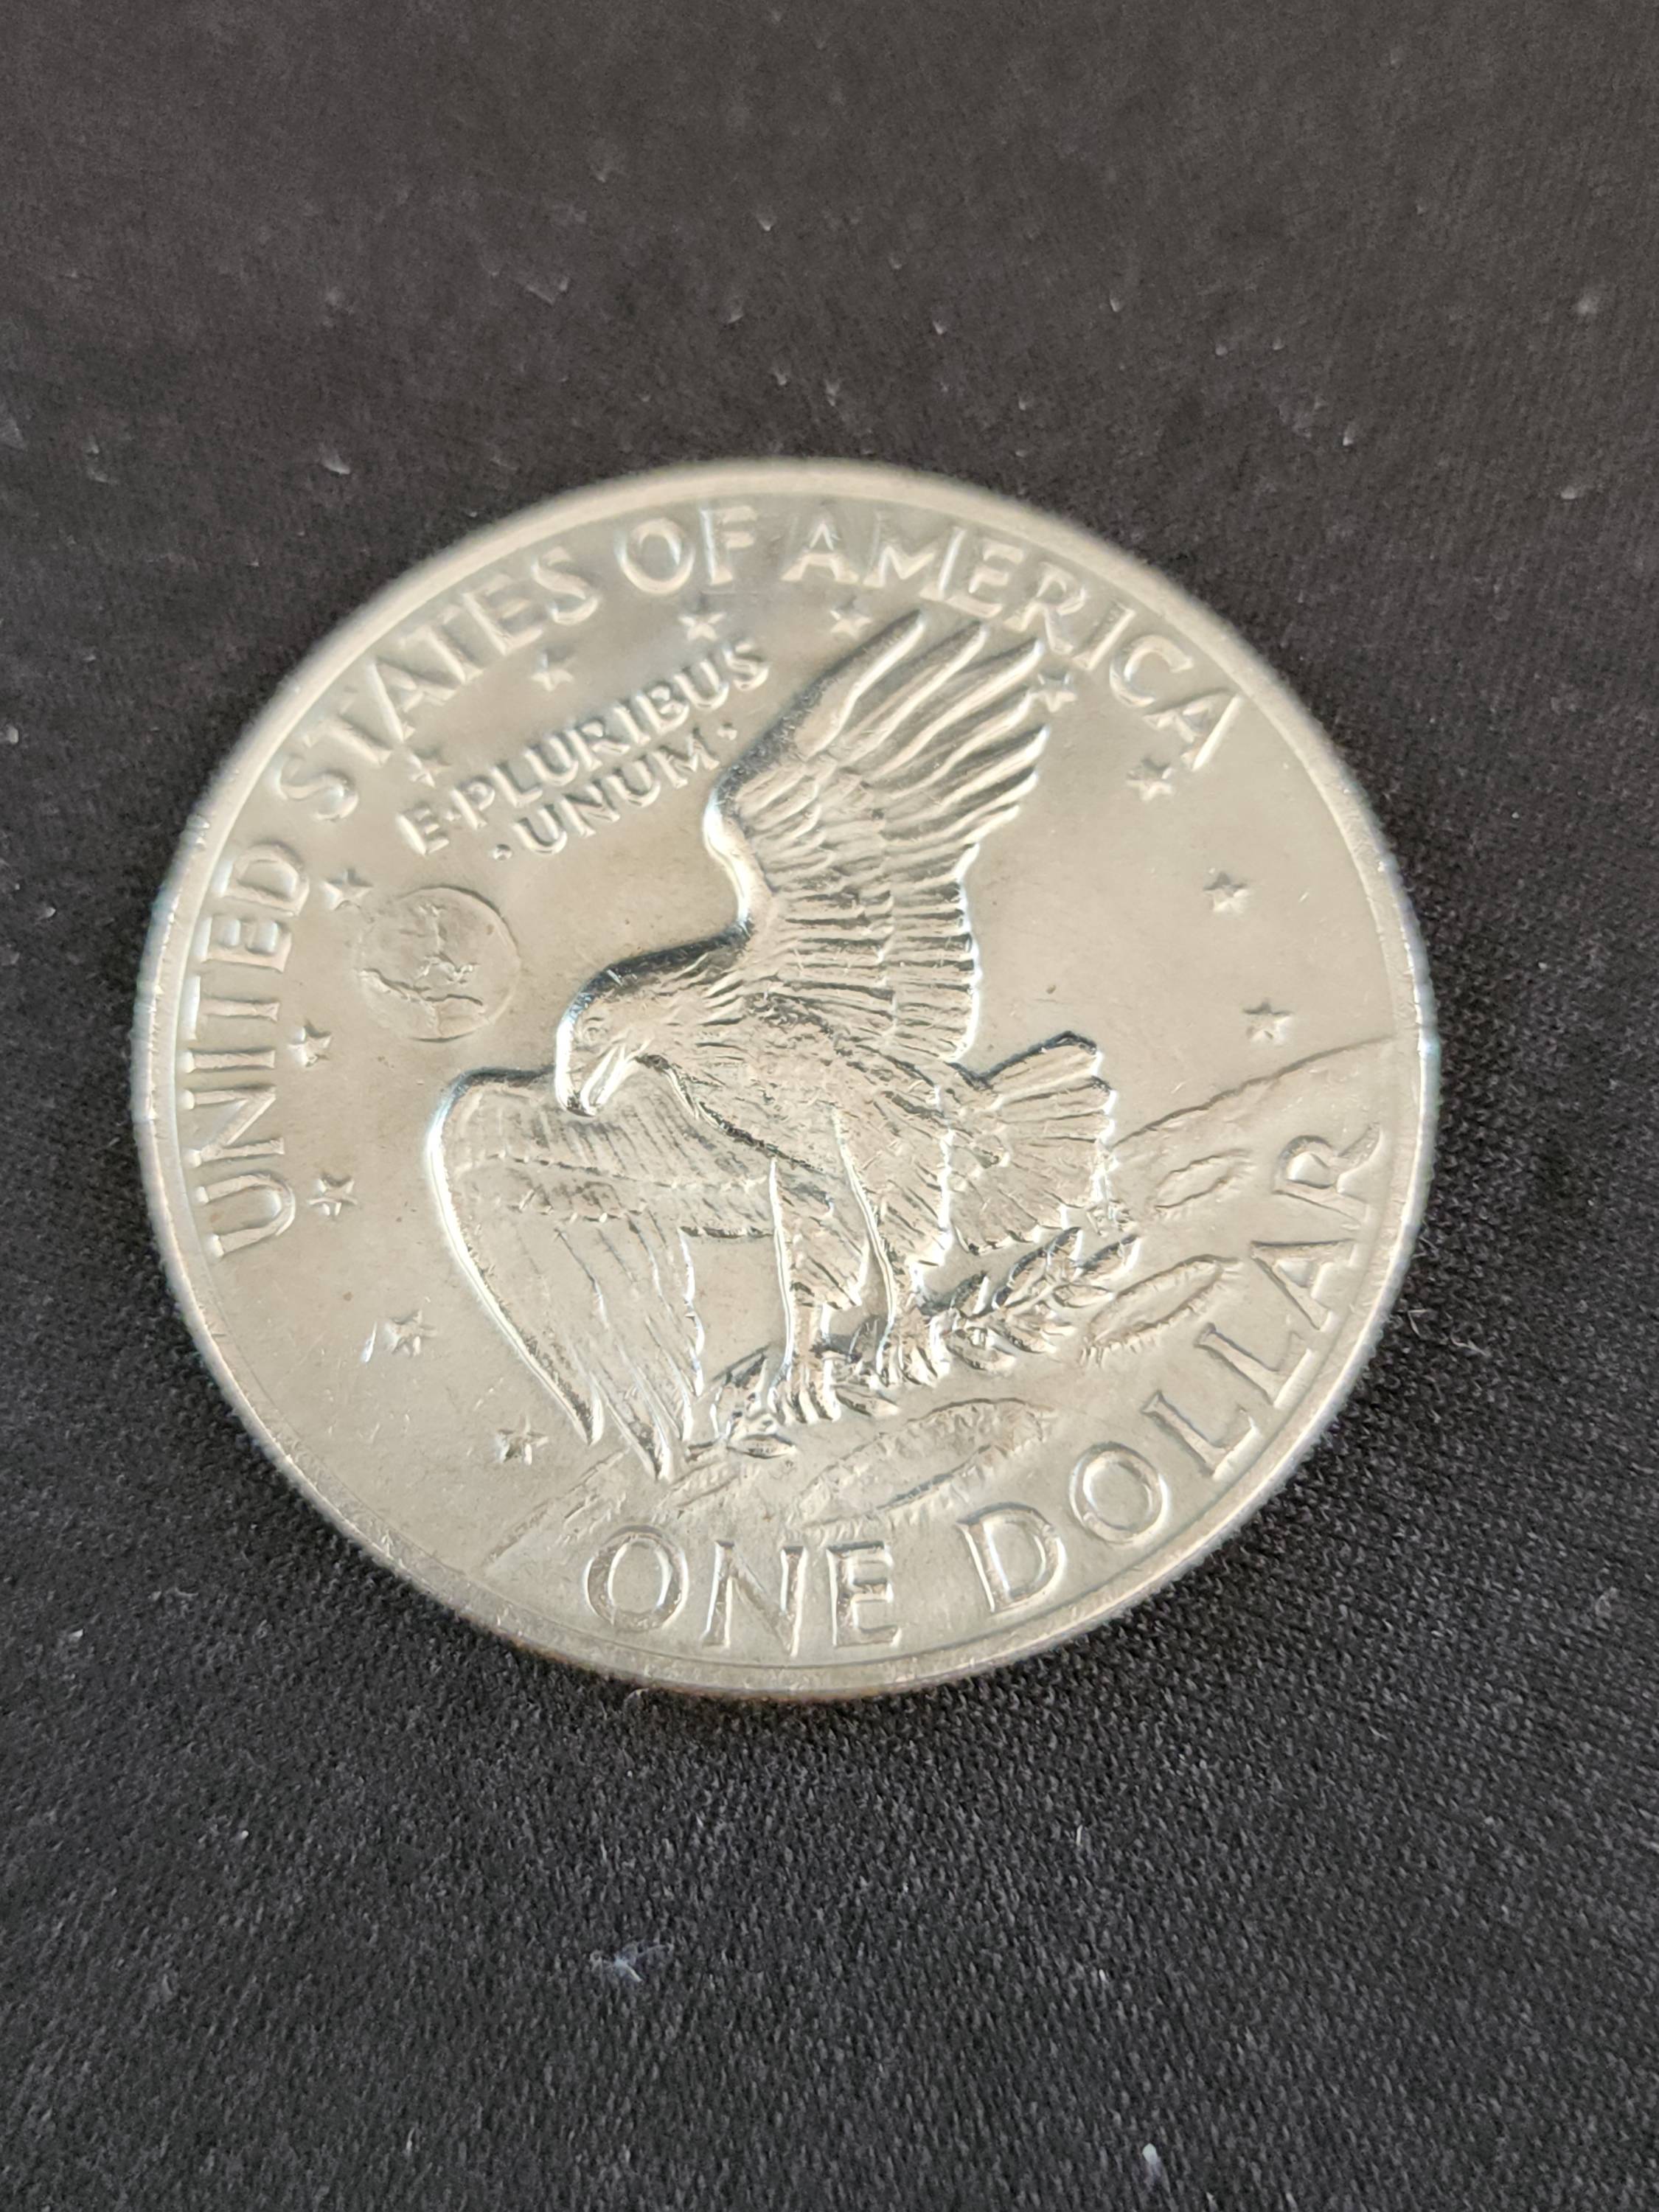 UNITED STATES OF AMERICA
E·PLURIBUS
·UNUM·
ONE DOLLAR